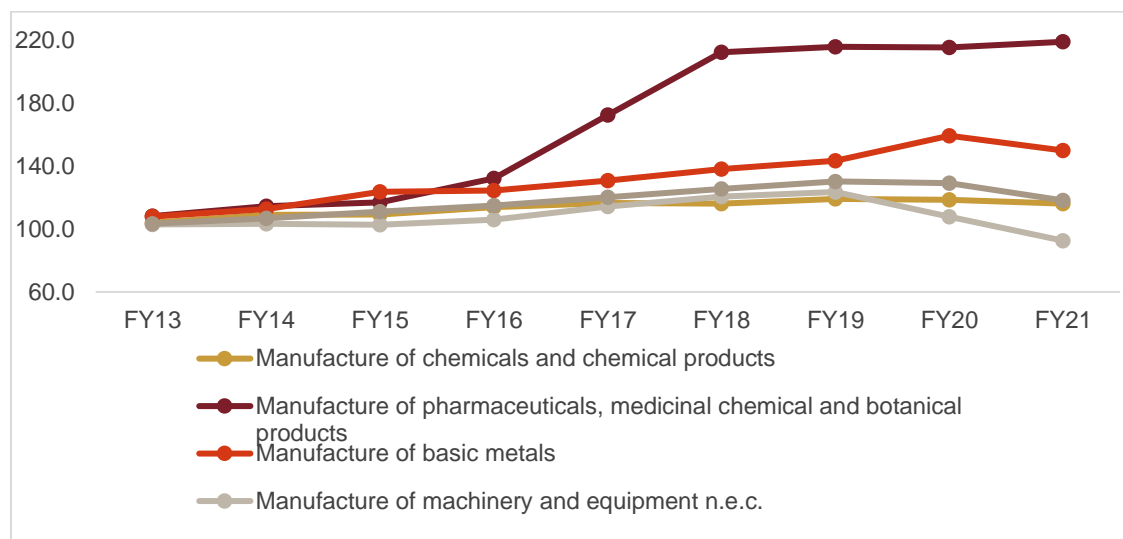 220.0
180.0
140.0
100.0
60.0
FY13 FY14 FY15 FY16 FY17 FY18 FY19 FY20 FY21
Manufacture of chemicals and chemical products
Manufacture of pharmaceuticals, medicinal chemical and botanical
products
Manufacture of basic metals
Manufacture of machinery and equipment n.e.c.